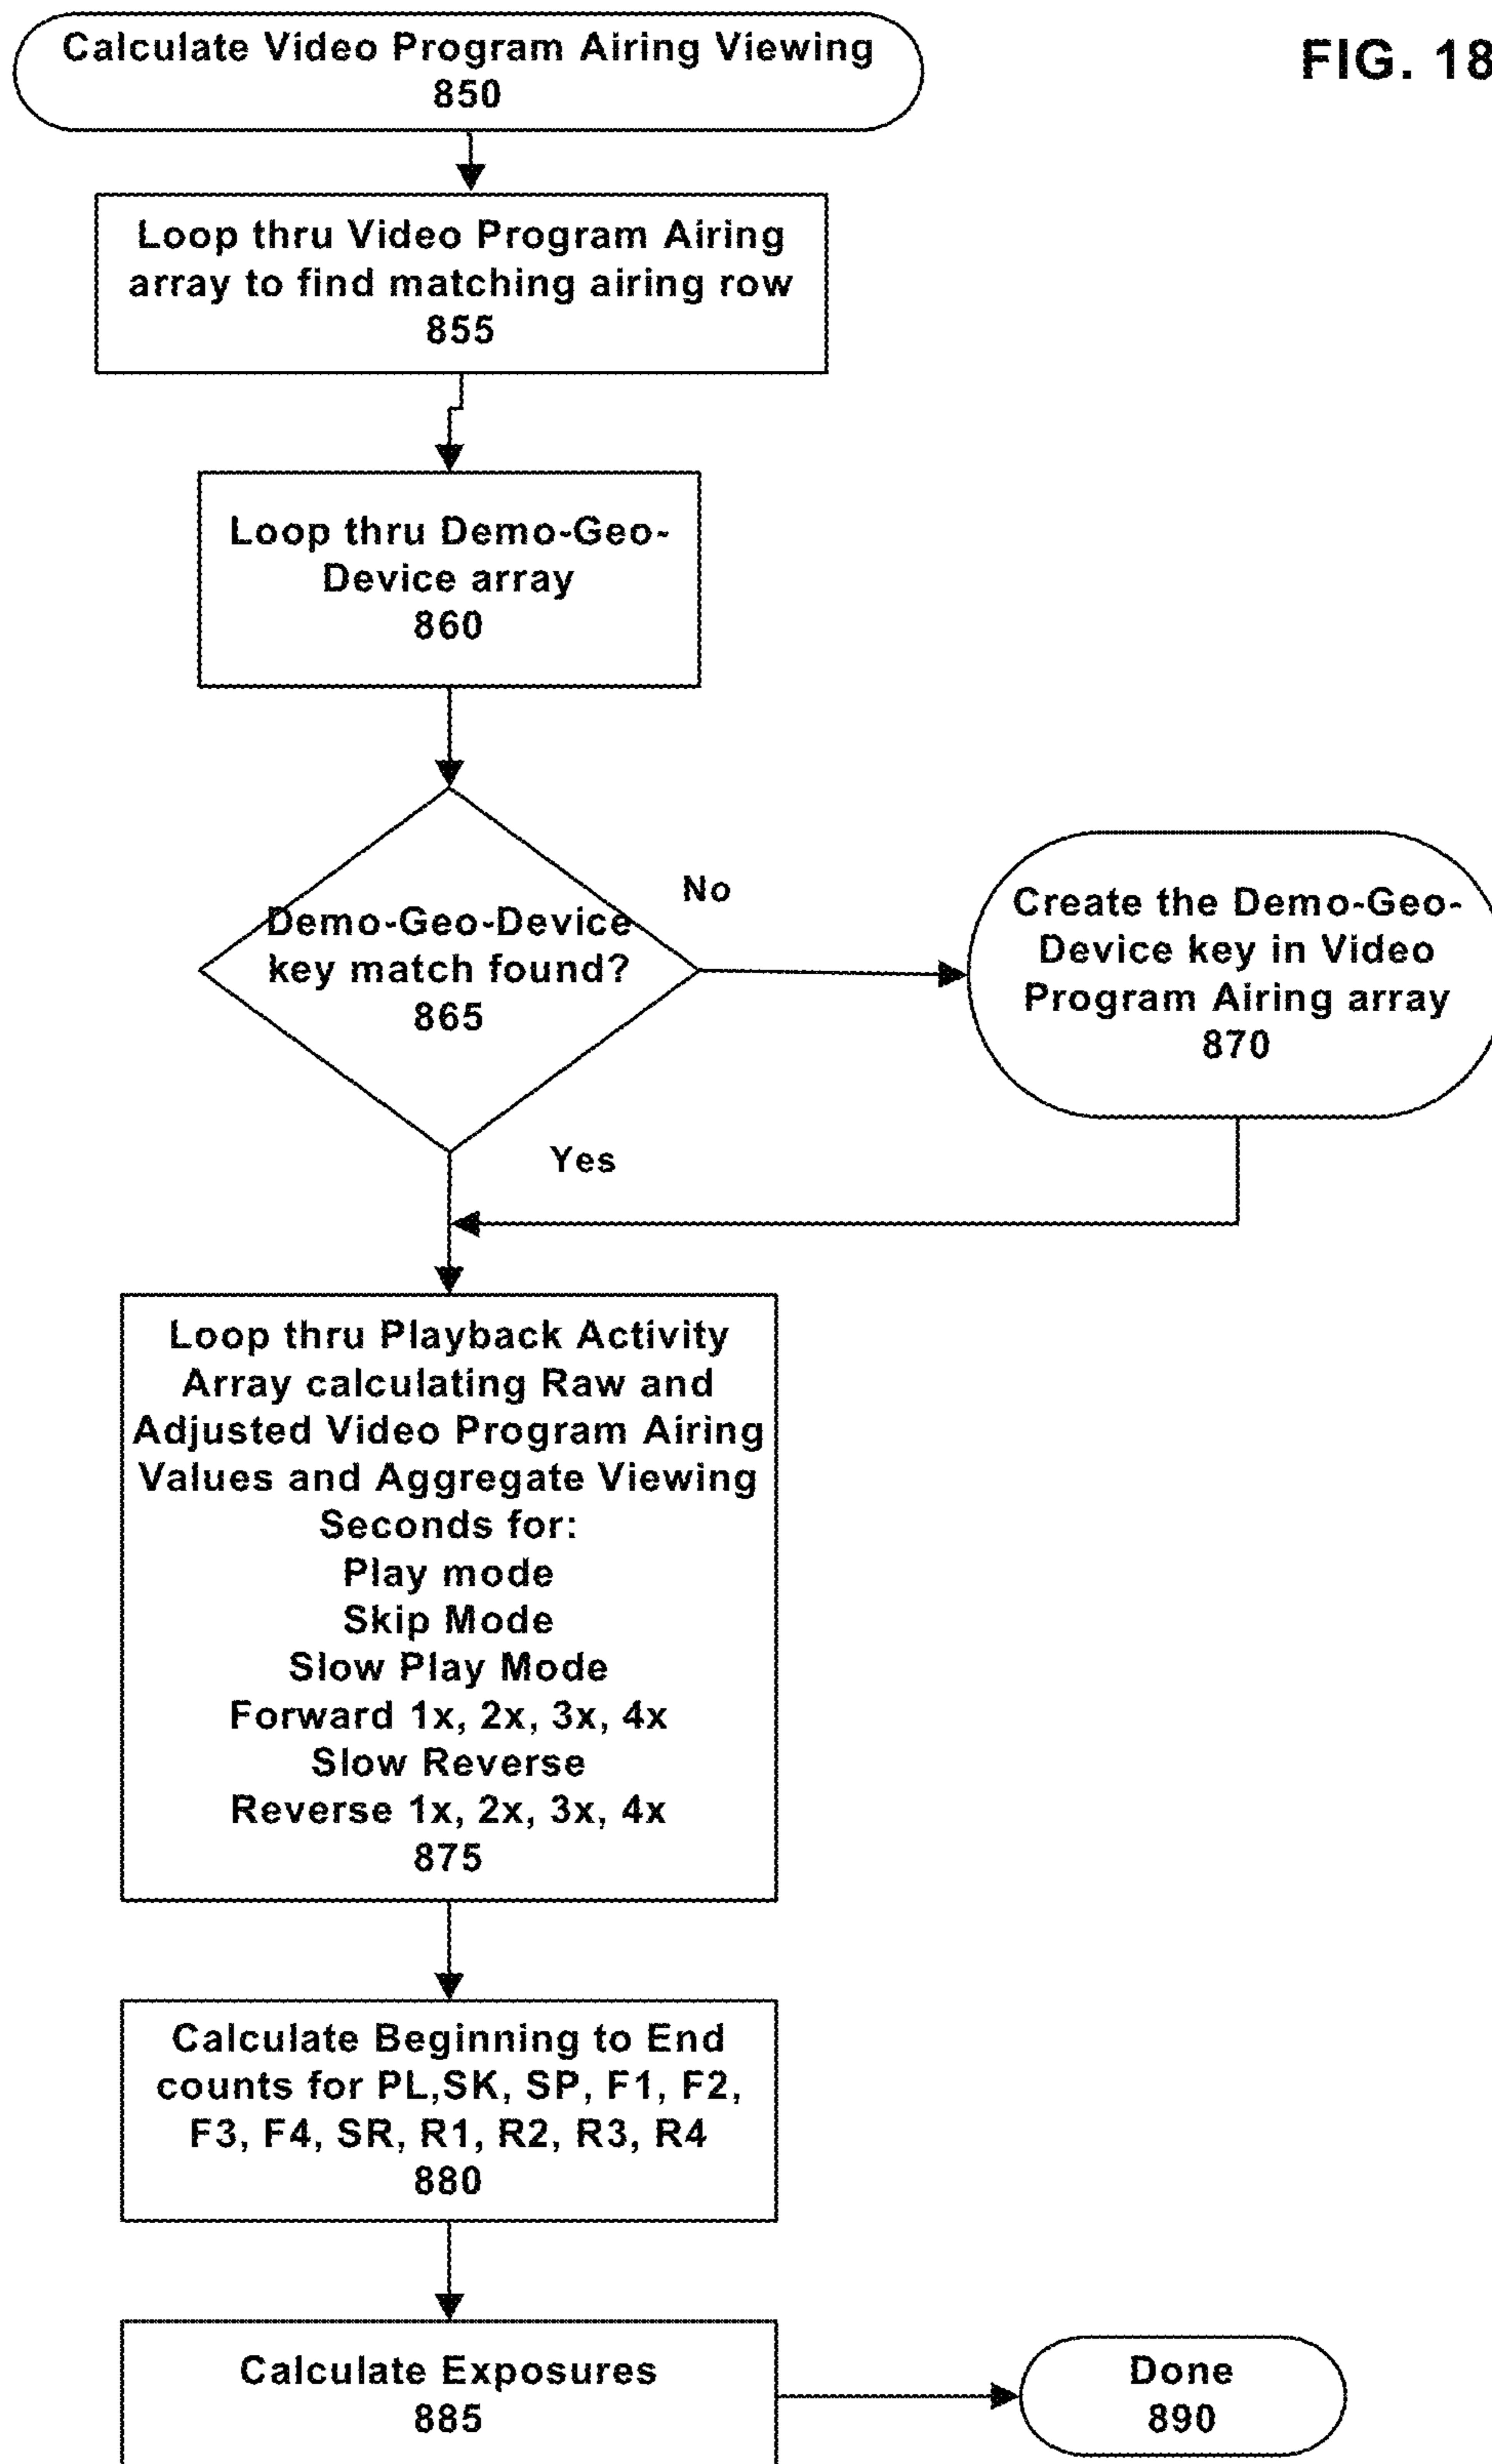 FIG. 18
Calculate Video Program Airing Viewing
850
Loop thru Video Program Airing
array to find matching airing row
855
Loop thru Demo-Geo-
Device array
860
Demo-Geo-Device
key match found?
865
No
Create the Demo-Geo-
Device key in Video
Program Airing array
870
Yes
Loop thru Playback Activity
Array calculating Raw and
Adjusted Video Program Airing
Values and Aggregate Viewing
Seconds for:
Play mode
Skip Mode
Slow Play Mode
Forward 1x, 2x, 3x, 4x
Slow Reverse
Reverse 1x, 2x, 3x, 4x
875
Calculate Beginning to End
counts for PL,SK, SP, F1, F2,
F3, F4, SR, R1, R2, R3, R4
880
Calculate Exposures
885
Done
890